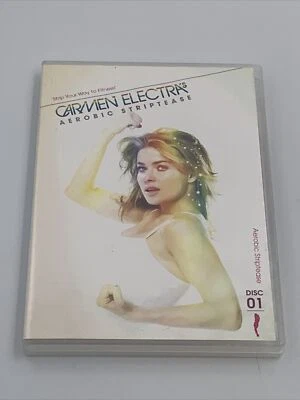 Strip Your Way to Fitness!
CARMEN ELECTRA'S
AEROBIC STRIPTEASE
Aerobic Striptease
DISC
01